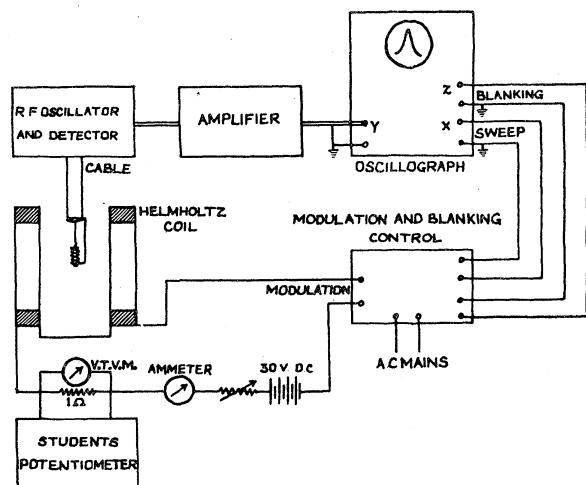 R F OSCILLATOR
AND DETECTOR
AMPLIFIER
Y
Z
BLANKING
X
SWEEP
OSCILLOGRAPH
CABLE
HELMHOLTZ
COIL
MODULATION AND BLANKING
CONTROL
MODULATION
A.C MAINS
V.T.V.M.
AMMETER
30 V. D.C
1Ω
STUDENTS
POTENTIOMETER